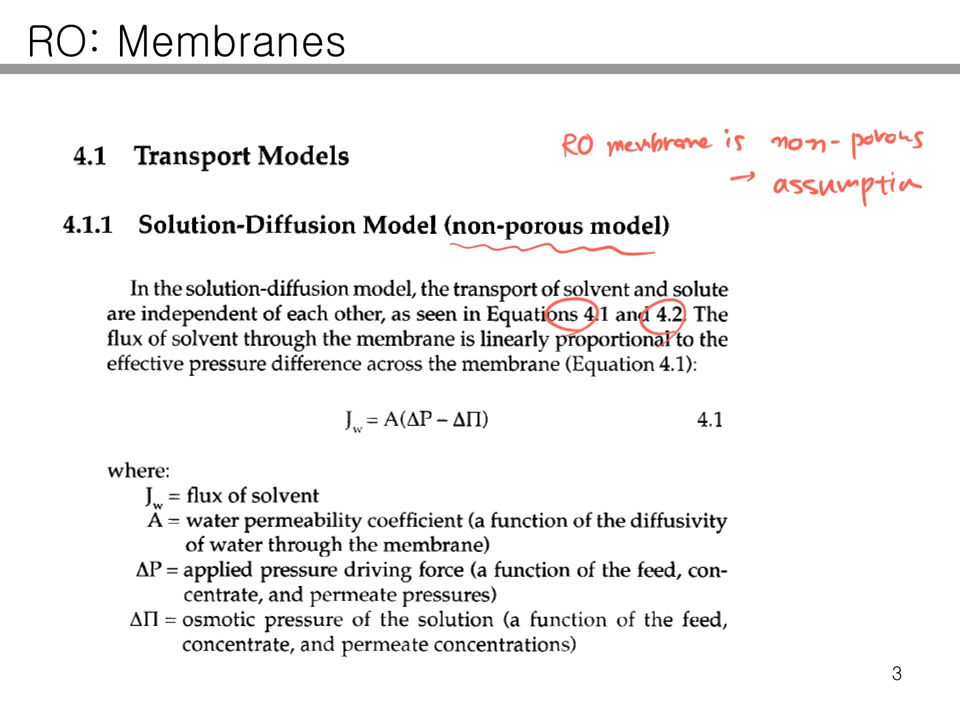 RO: Membranes
RO membrane is non-porous
→ assumption
4.1 Transport Models
4.1.1 Solution-Diffusion Model (non-porous model)
In the solution-diffusion model, the transport of solvent and solute
are independent of each other, as seen in Equations 4.1 and 4.2. The
flux of solvent through the membrane is linearly proportional to the
effective pressure difference across the membrane (Equation 4.1):
J_w = A(ΔP – ΔΠ) 4.1
where:
J_w = flux of solvent
A = water permeability coefficient (a function of the diffusivity
of water through the membrane)
ΔP = applied pressure driving force (a function of the feed, con-
centrate, and permeate pressures)
ΔΠ = osmotic pressure of the solution (a function of the feed,
concentrate, and permeate concentrations)
3